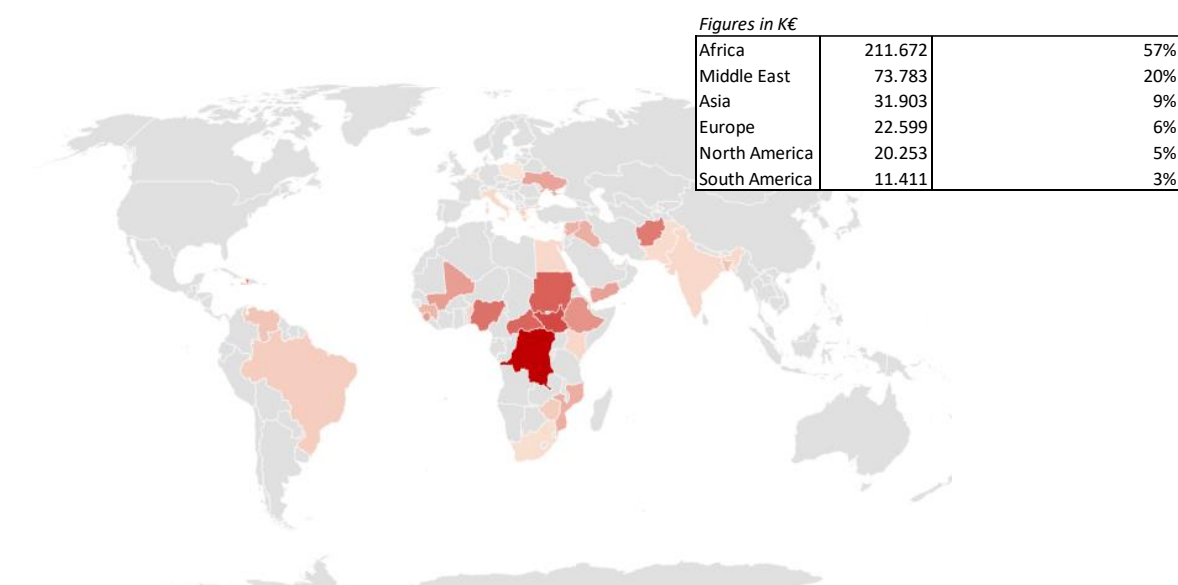 Figures in K€
Africa 211.672 57%
Middle East 73.783 20%
Asia 31.903 9%
Europe 22.599 6%
North America 20.253 5%
South America 11.411 3%